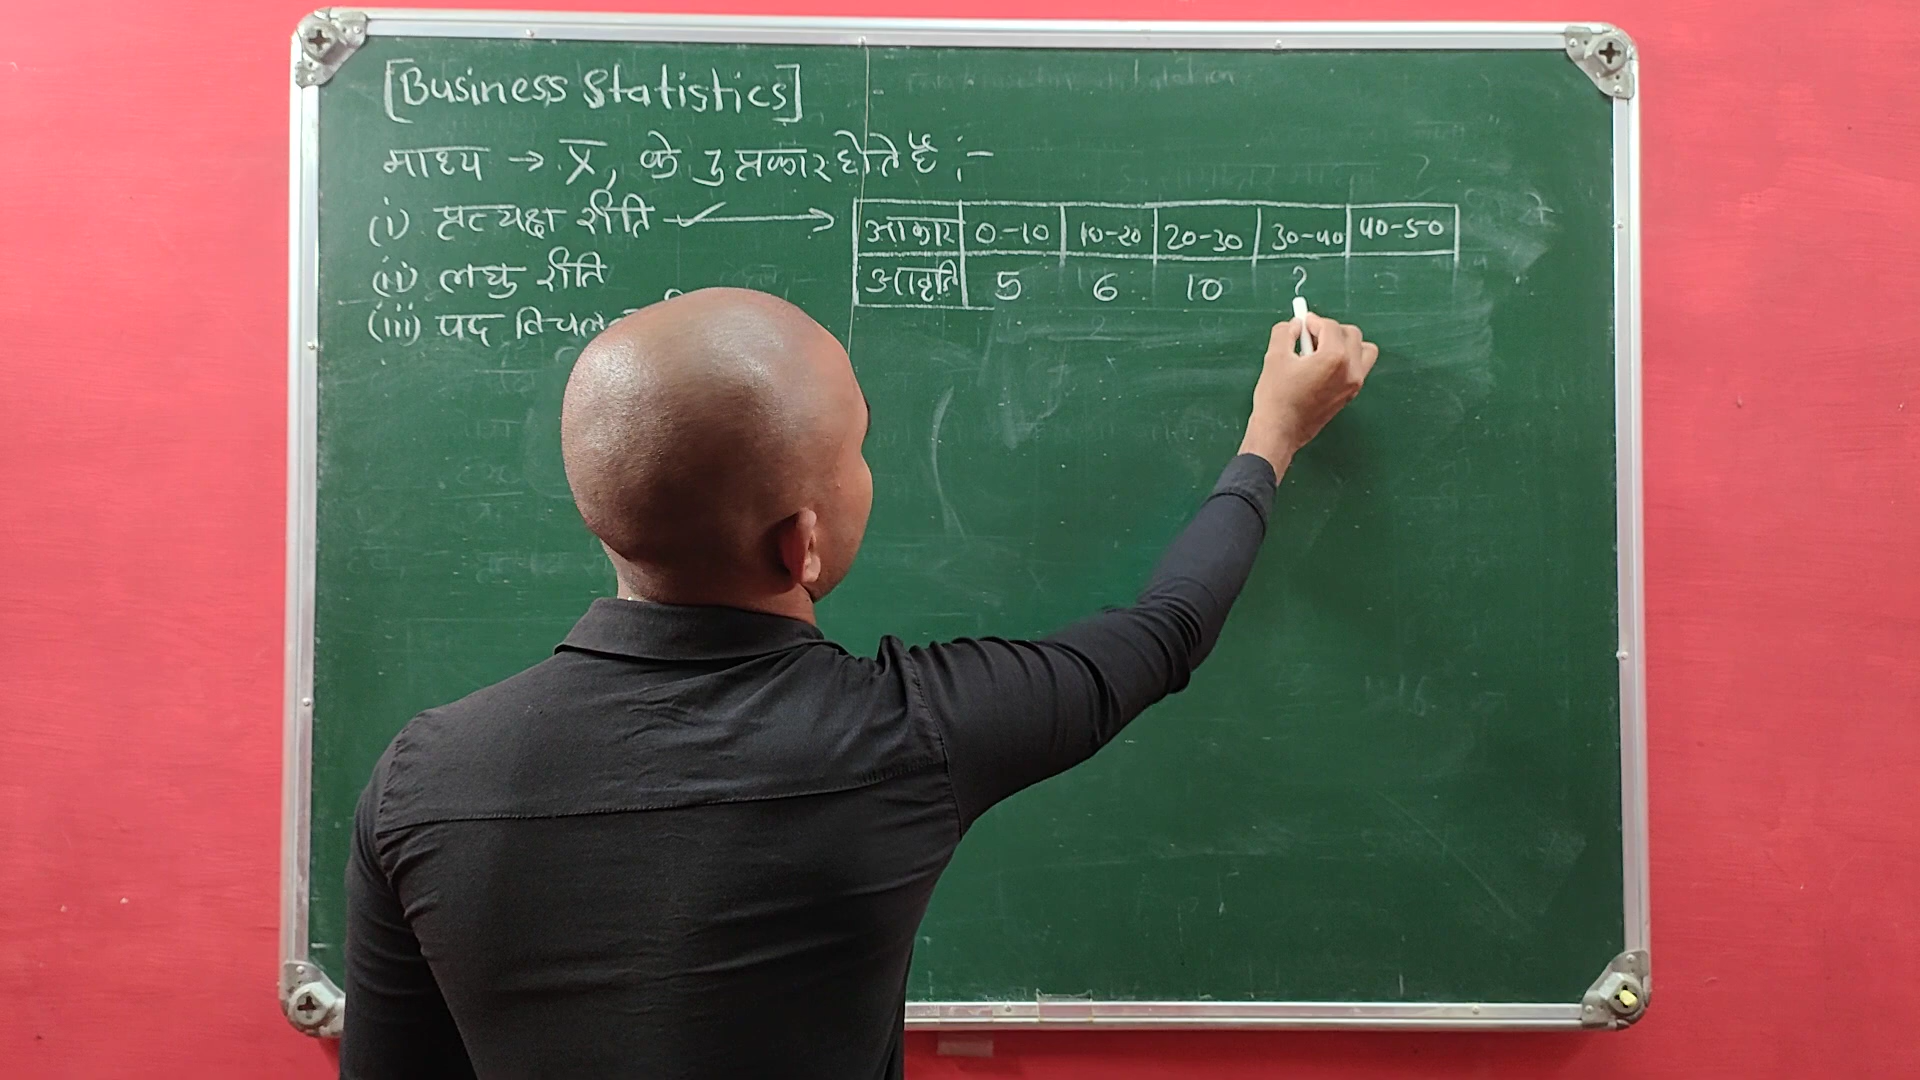 [Business Statistics]
माध्य → X̅, के 3 प्रकार होते है :-
(i) प्रत्यक्ष रीति ✓ →
(ii) लघु रीति
(iii) पद विचल
आकार 0-10 10-20 20-30 30-40 40-50
आवृति 5 6 10